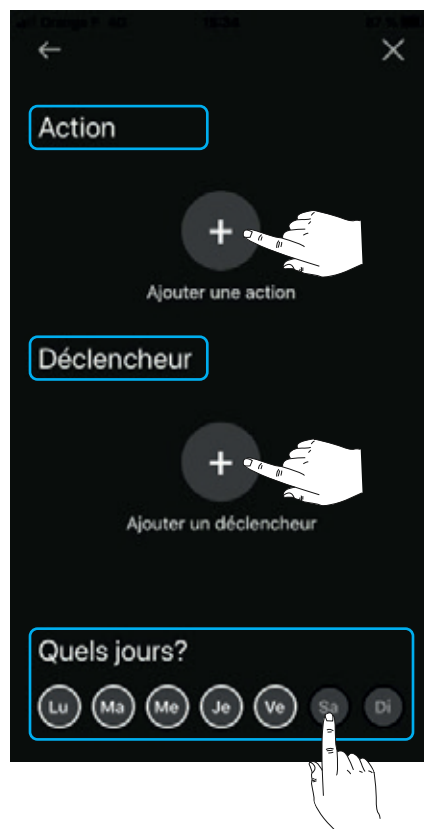 Action
+
Ajouter une action
Déclencheur
+
Ajouter un déclencheur
Quels jours?
Lu Ma Me Je Ve Sa Di